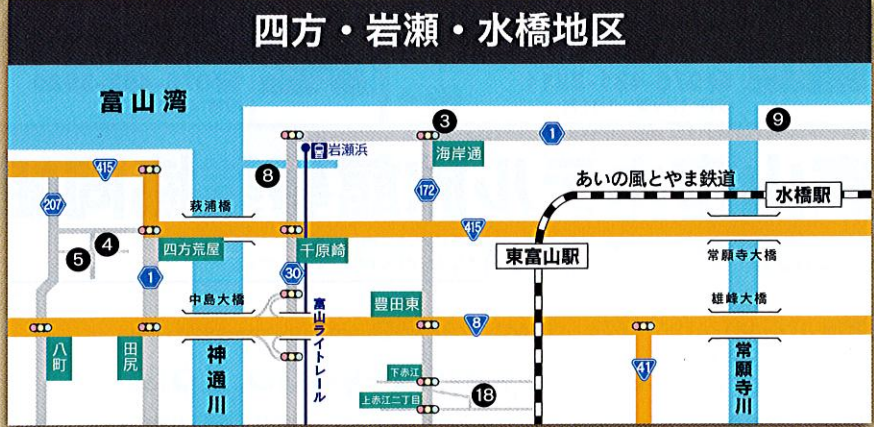 四方・岩瀬・水橋地区
富山湾
3
1
9
岩瀬浜
海岸通
415
8
172
あいの風とやま鉄道
水橋駅
207
萩浦橋
415
4
四方荒屋
千原崎
東富山駅
常願寺大橋
5
1
30
中島大橋
豊田東
雄峰大橋
8
八町
田尻
神通川
富山ライトレール
41
常願寺川
下赤江
18
上赤江二丁目